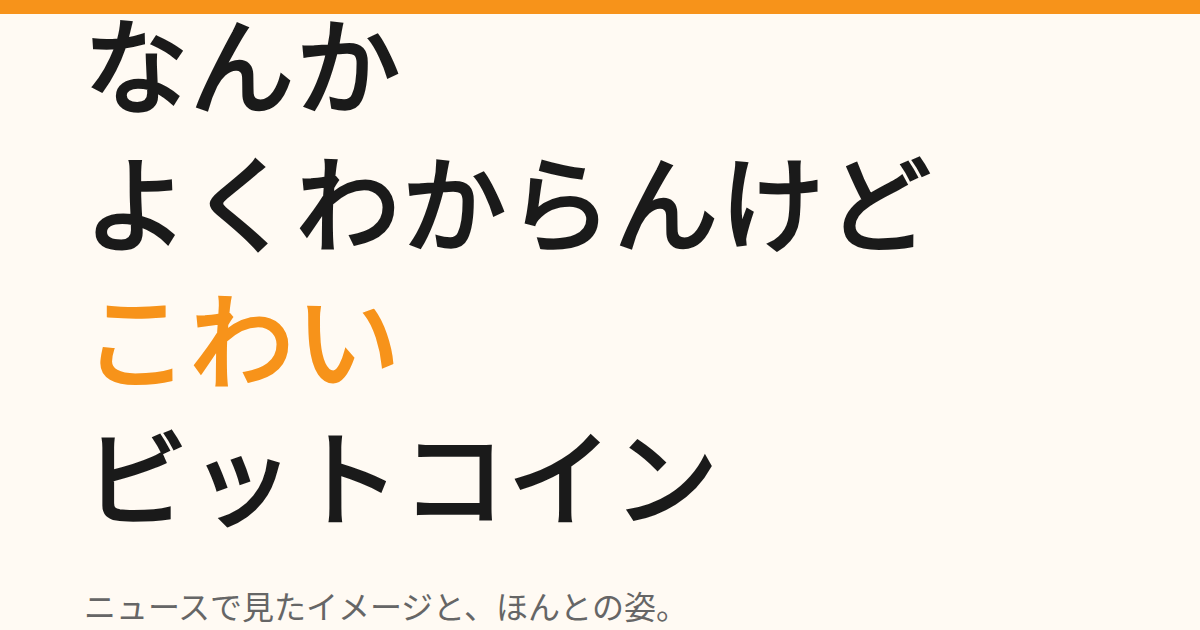 なんか
よくわからんけど
こわい
ビットコイン
ニュースで見たイメージと、ほんとの姿。